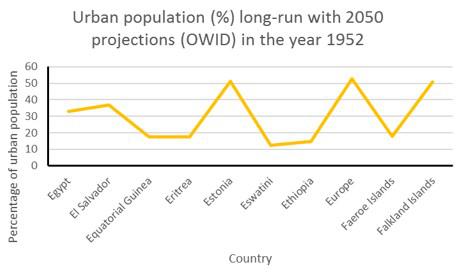 Urban population (%) long-run with 2050
projections (OWID) in the year 1952
Percentage of urban population
60
50
40
30
20
10
0
Egypt
El Salvador
Equatorial Guinea
Eritrea
Estonia
Eswatini
Ethiopia
Europe
Faeroe Islands
Falkland Islands
Country